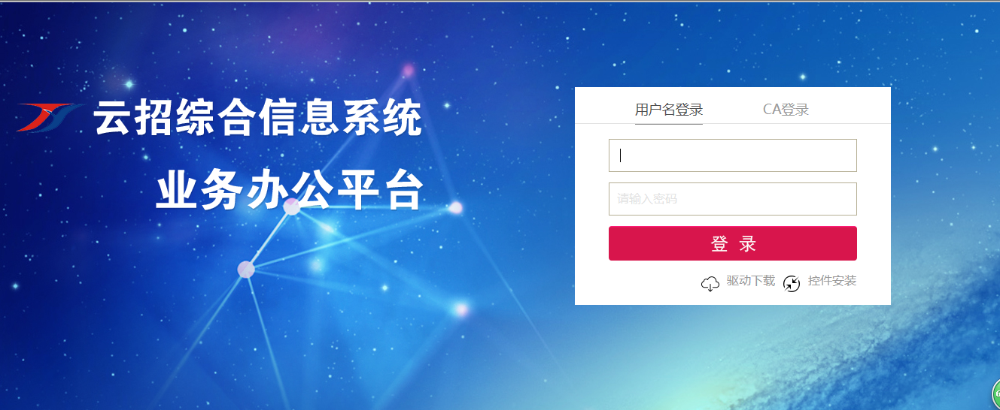 云招综合信息系统
业务办公平台
用户名登录 CA登录
请输入密码
登 录
驱动下载 控件安装